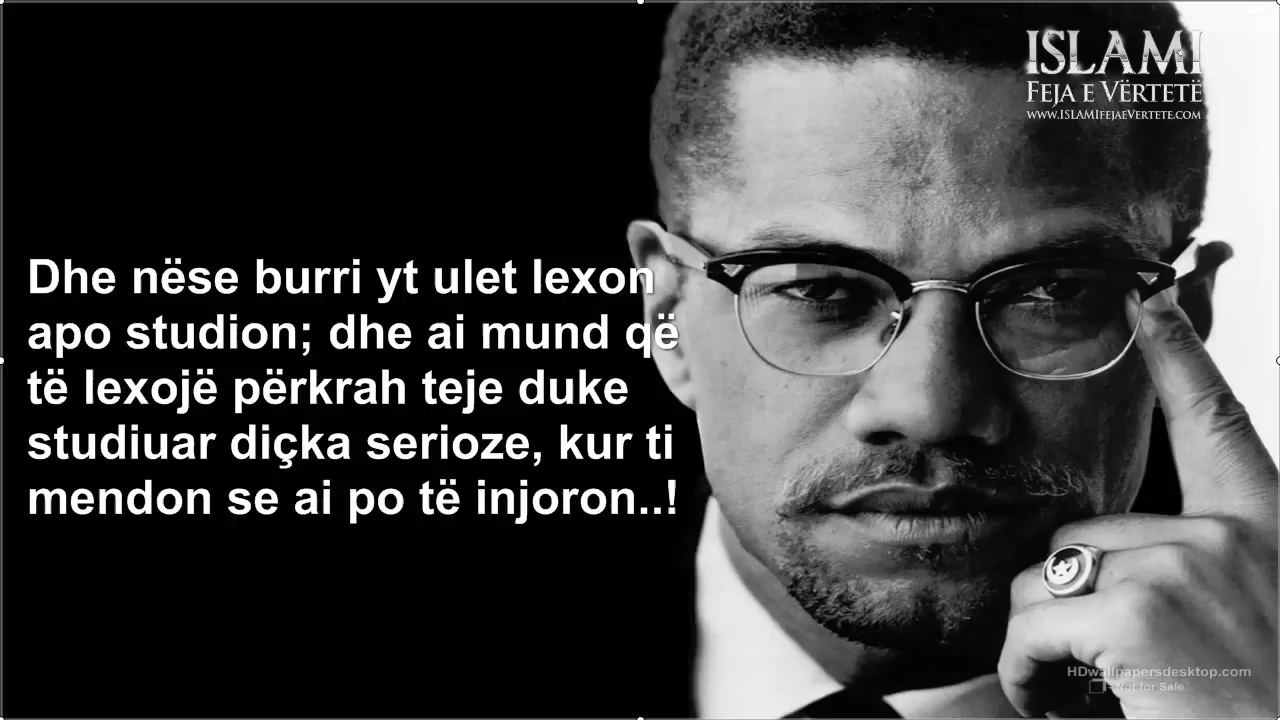 ISLAMI
FEJA E VËRTETË
www.ISLAMIfejaeVertete.com
Dhe nëse burri yt ulet lexon
apo studion; dhe ai mund që
të lexojë përkrah teje duke
studiuar diçka serioze, kur ti
mendon se ai po të injoron..!
HDwallpapersdesktop.com
Not for Sale